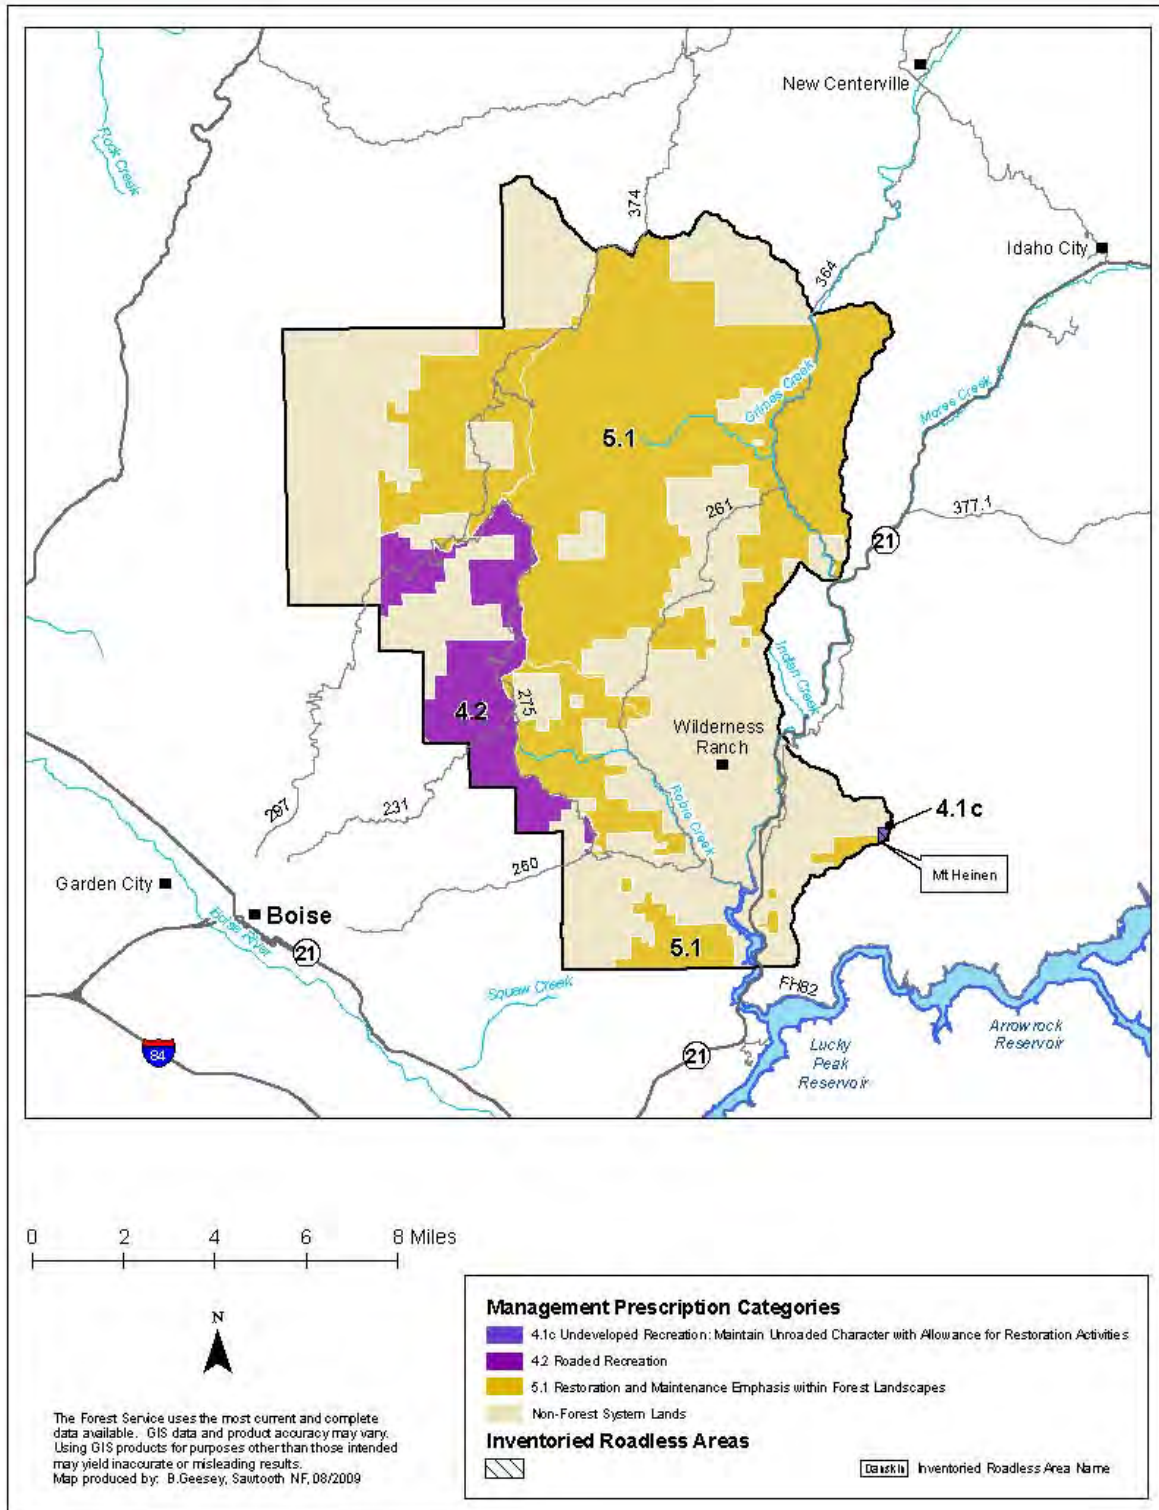 New Centerville
Rock Creek
374
Idaho City
364
Grimes Creek
Mores Creek
5.1
261
377.1
21
Indian Creek
275
4.2
Wilderness
Ranch
297
231
Robie Creek
4.1c
260
Mt Heinen
Garden City
Boise
Boise River
21
5.1
FH82
Squaw Creek
Arrowrock
Reservoir
84
21
Lucky
Peak
Reservoir
0 2 4 6 8 Miles
N
Management Prescription Categories
4.1c Undeveloped Recreation: Maintain Unroaded Character with Allowance for Restoration Activities
4.2 Roaded Recreation
5.1 Restoration and Maintenance Emphasis within Forest Landscapes
Non-Forest System Lands
Inventoried Roadless Areas
Danskin Inventoried Roadless Area Name
The Forest Service uses the most current and complete
data available. GIS data and product accuracy may vary.
Using GIS products for purposes other than those intended
may yield inaccurate or misleading results.
Map produced by: B.Geesey, Sawtooth NF, 08/2009